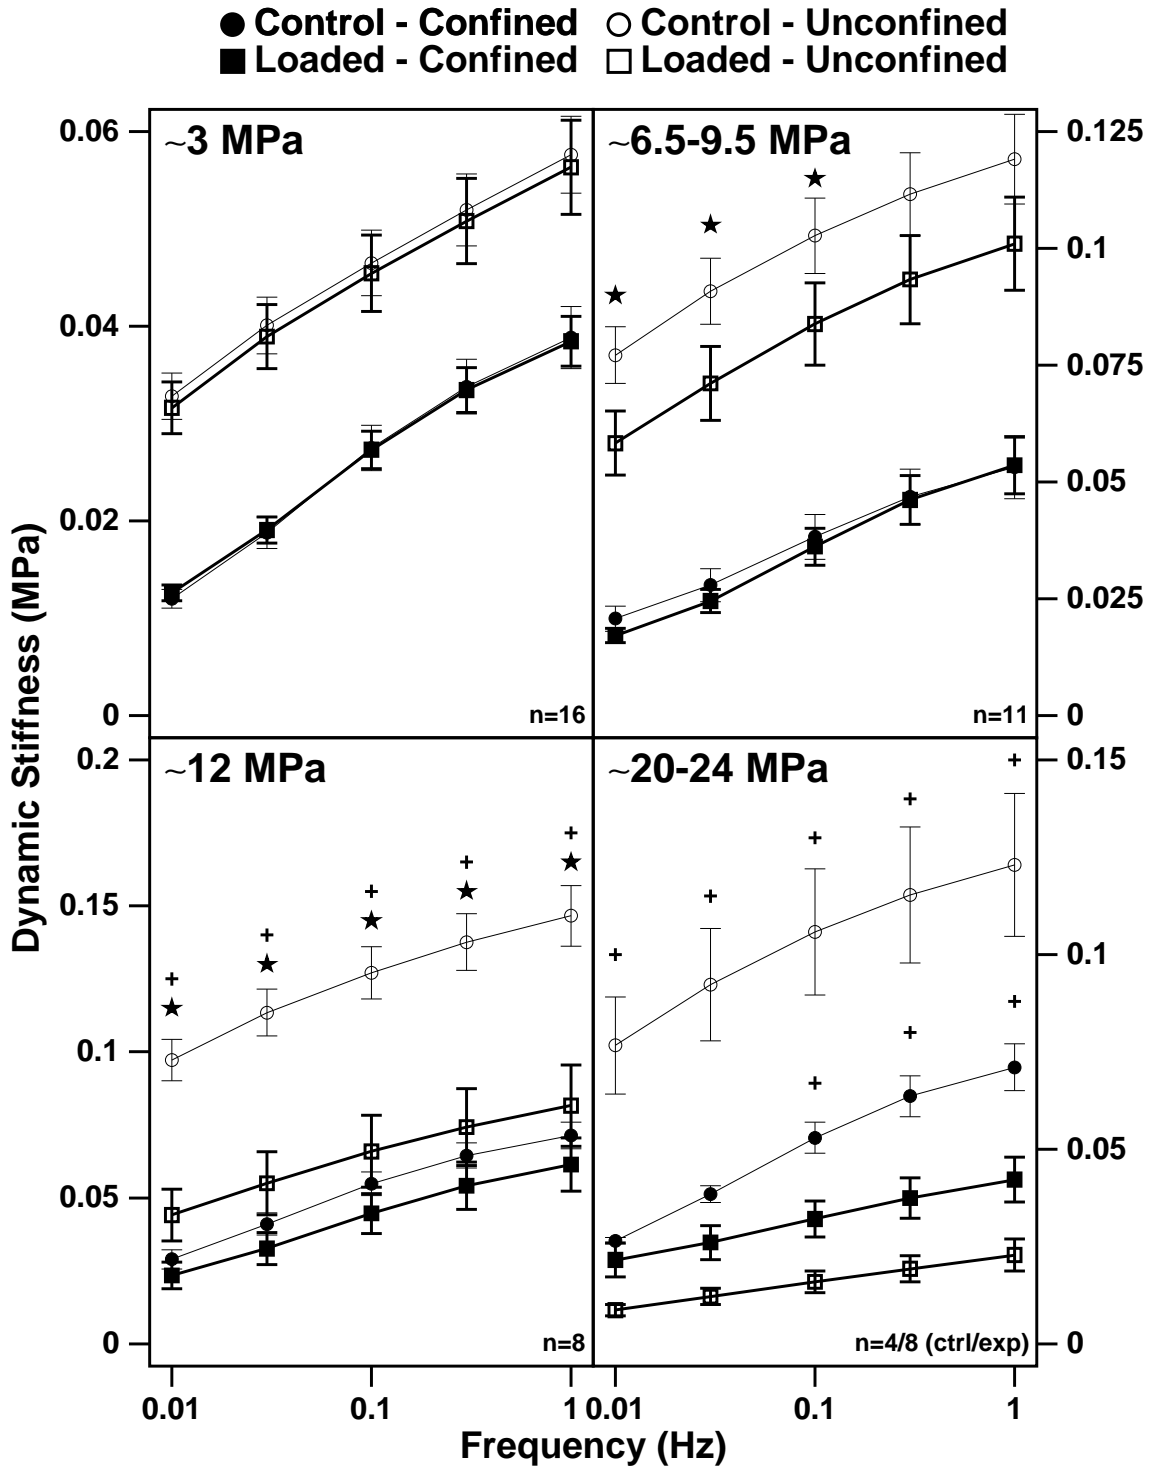 ● Control - Confined ○ Control - Unconfined
■ Loaded - Confined □ Loaded - Unconfined
~3 MPa
~6.5-9.5 MPa
0.06
0.04
0.02
0
n=16
0.125
0.1
0.075
0.05
0.025
0
n=11
Dynamic Stiffness (MPa)
~12 MPa
~20-24 MPa
0.2
0.15
0.1
0.05
0
n=8
0.15
0.1
0.05
0
n=4/8 (ctrl/exp)
0.01 0.1 1 0.01 0.1 1
Frequency (Hz)